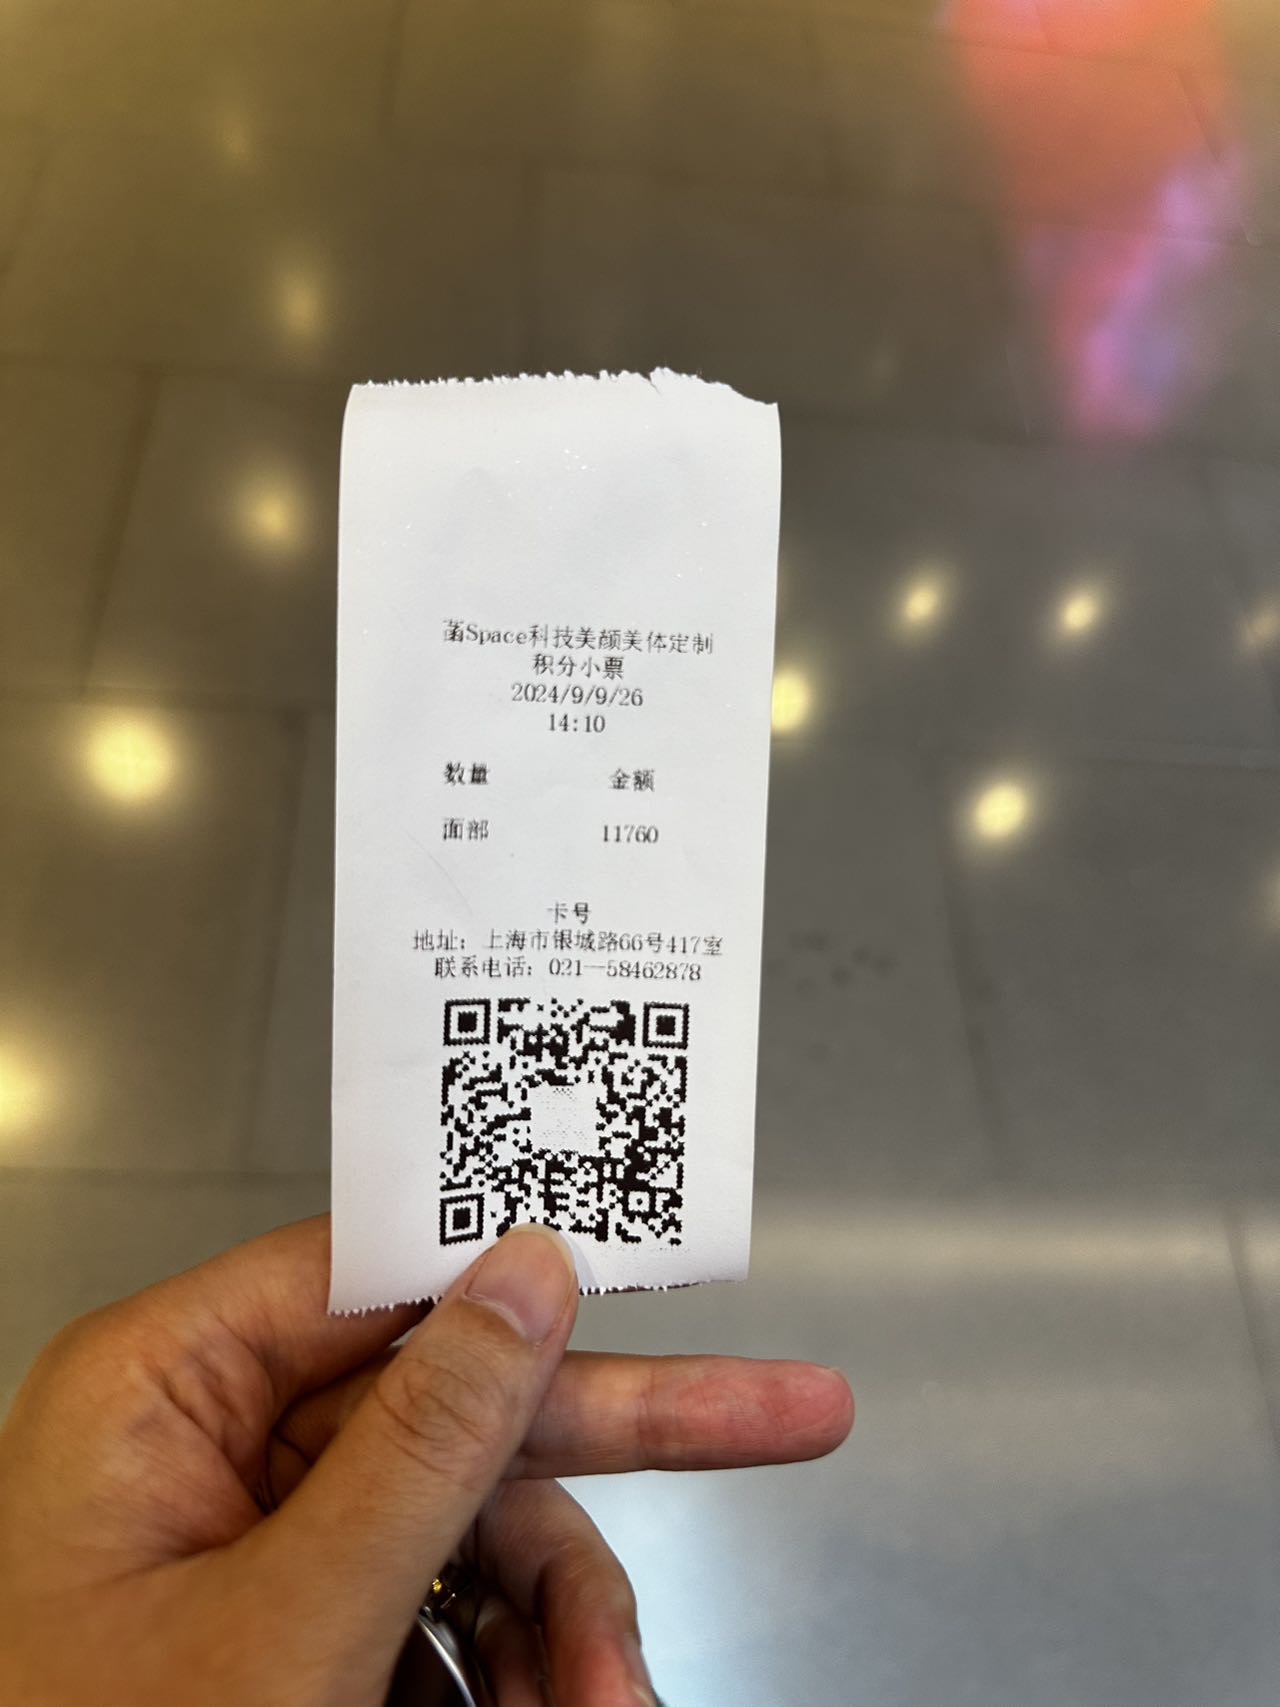 菡Space科技美颜美体定制
积分小票
2024/9/9/26
14:10
数量 金额
面部 11760
卡号
地址：上海市银城路66号417室
联系电话：021--58462878